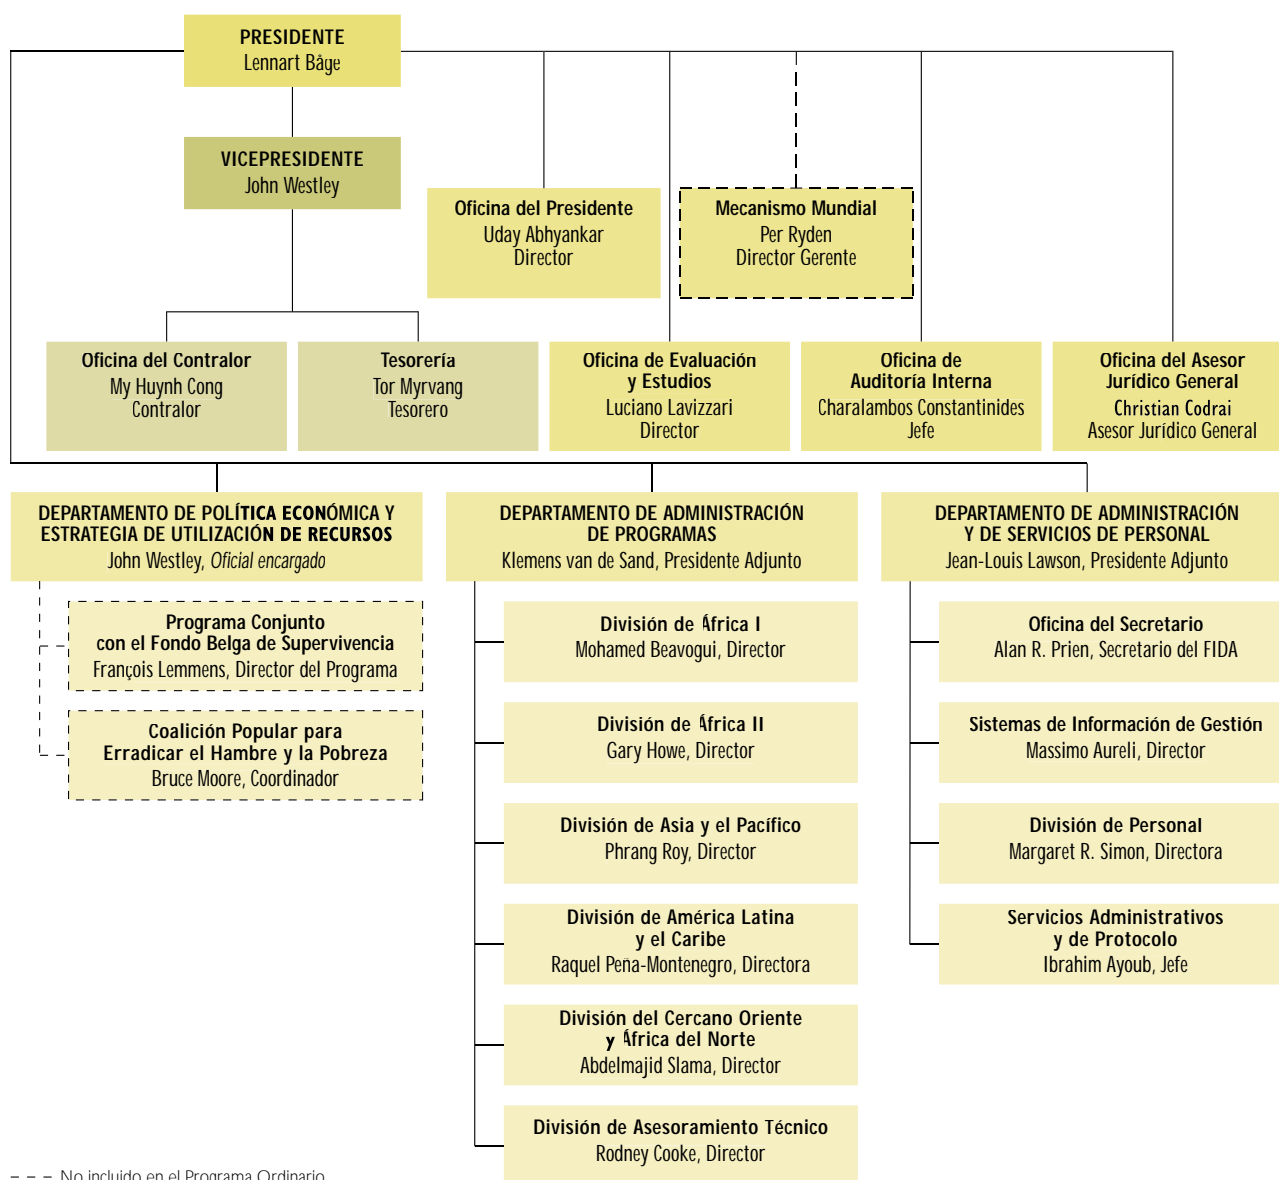 PRESIDENTE
Lennart Båge
VICEPRESIDENTE
John Westley
Oficina del Presidente
Uday Abhyankar
Director
Mecanismo Mundial
Per Ryden
Director Gerente
Oficina del Contralor
My Huynh Cong
Contralor
Tesorería
Tor Myrvang
Tesorero
Oficina de Evaluación
y Estudios
Luciano Lavizzari
Director
Oficina de
Auditoría Interna
Charalambos Constantinides
Jefe
Oficina del Asesor
Jurídico General
Christian Codrai
Asesor Jurídico General
DEPARTAMENTO DE POLÍTICA ECONÓMICA Y
ESTRATEGIA DE UTILIZACIÓN DE RECURSOS
John Westley, Oficial encargado
Programa Conjunto
con el Fondo Belga de Supervivencia
François Lemmens, Director del Programa
Coalición Popular para
Erradicar el Hambre y la Pobreza
Bruce Moore, Coordinador
DEPARTAMENTO DE ADMINISTRACIÓN
DE PROGRAMAS
Klemens van de Sand, Presidente Adjunto
División de África I
Mohamed Beavogui, Director
División de África II
Gary Howe, Director
División de Asia y el Pacífico
Phrang Roy, Director
División de América Latina
y el Caribe
Raquel Peña-Montenegro, Directora
División del Cercano Oriente
y África del Norte
Abdelmajid Slama, Director
División de Asesoramiento Técnico
Rodney Cooke, Director
DEPARTAMENTO DE ADMINISTRACIÓN
Y DE SERVICIOS DE PERSONAL
Jean-Louis Lawson, Presidente Adjunto
Oficina del Secretario
Alan R. Prien, Secretario del FIDA
Sistemas de Información de Gestión
Massimo Aureli, Director
División de Personal
Margaret R. Simon, Directora
Servicios Administrativos
y de Protocolo
Ibrahim Ayoub, Jefe
No incluido en el Programa Ordinario